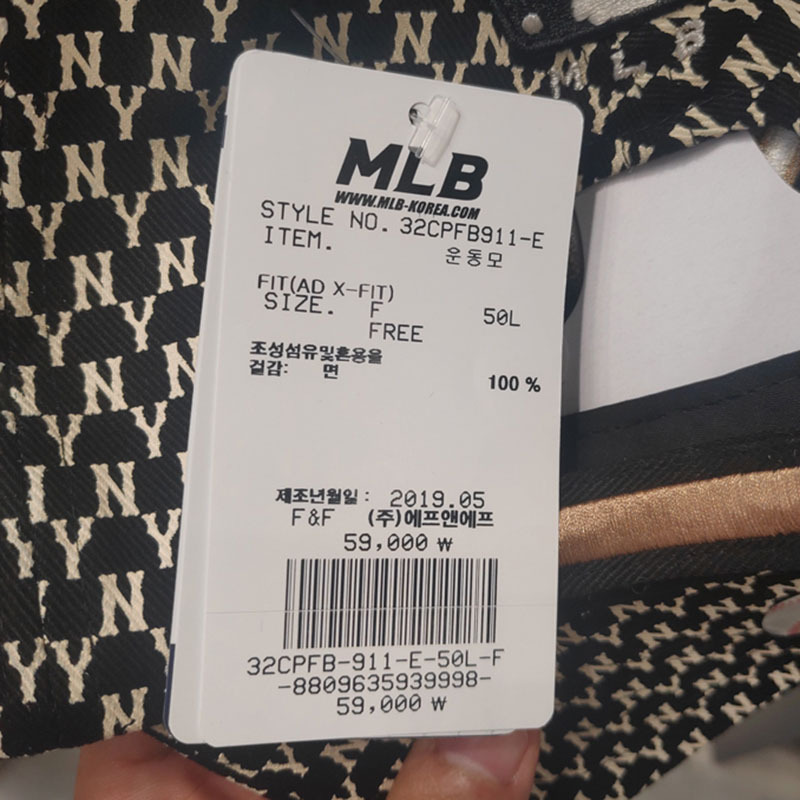 MLB
MLB
WWW.MLB-KOREA.COM
STYLE NO. 32CPFB911-E
ITEM. 운동모
FIT(AD X-FIT)
SIZE. F 50L
FREE
조성섬유및혼용율
겉감: 면 100 %
제조년월일 : 2019.05
F&F (주)에프앤에프
59,000 ₩
32CPFB-911-E-50L-F
-8809635939998-
59,000 ₩